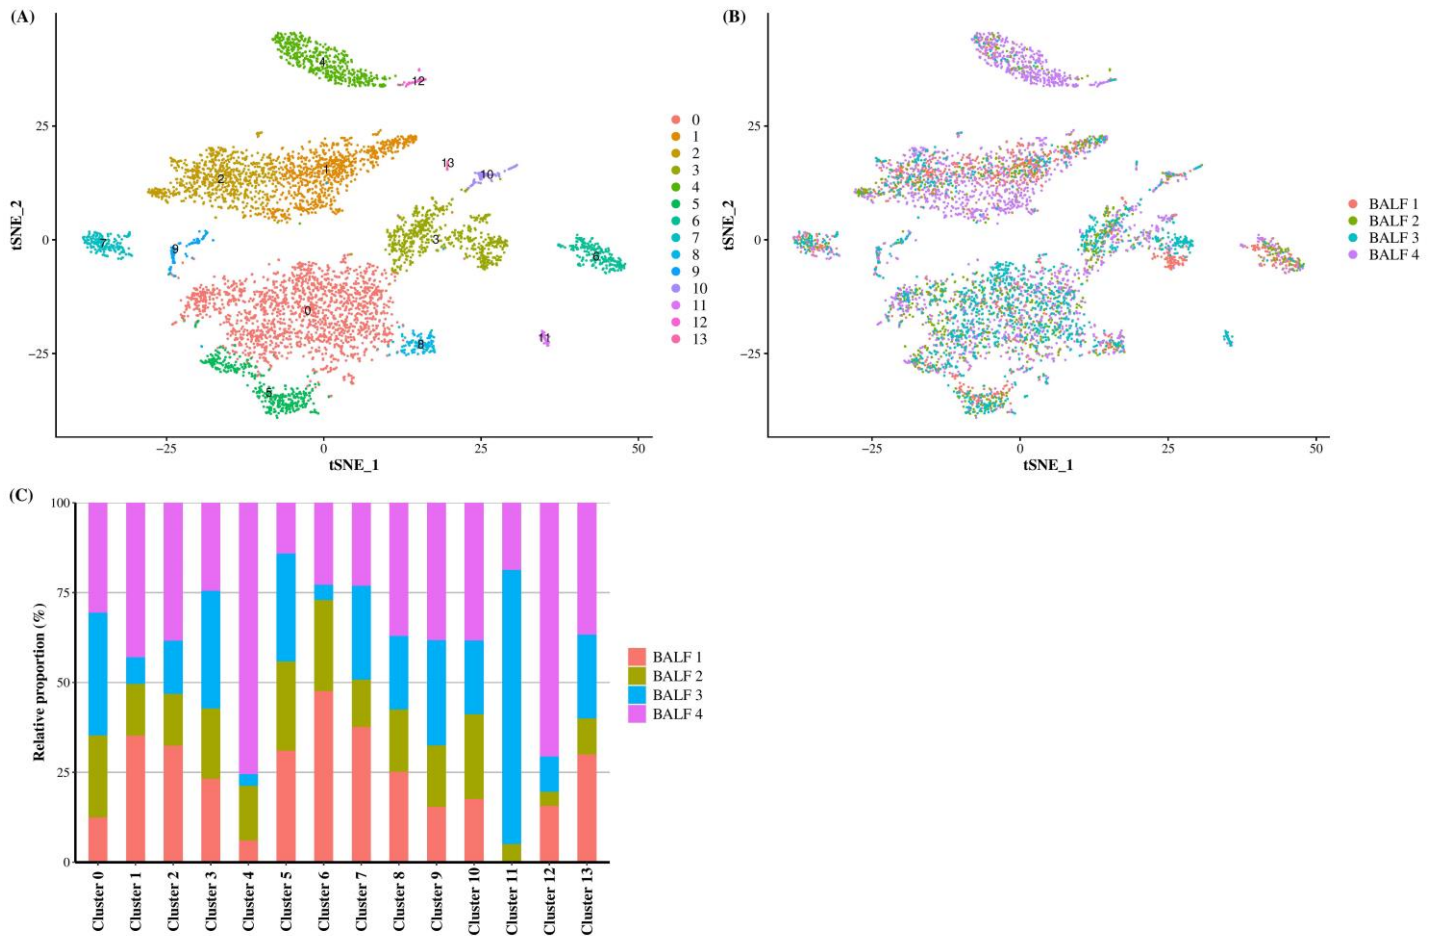 (A)
tSNE_2
25
0
−25
−25
0
25
50
tSNE_1
4
12
13
10
1
2
3
7
9
6
0
8
11
5
0
1
2
3
4
5
6
7
8
9
10
11
12
13
(B)
tSNE_2
25
0
−25
−25
0
25
50
tSNE_1
BALF 1
BALF 2
BALF 3
BALF 4
(C)
Relative proportion (%)
100
75
50
25
0
Cluster 0
Cluster 1
Cluster 2
Cluster 3
Cluster 4
Cluster 5
Cluster 6
Cluster 7
Cluster 8
Cluster 9
Cluster 10
Cluster 11
Cluster 12
Cluster 13
BALF 1
BALF 2
BALF 3
BALF 4